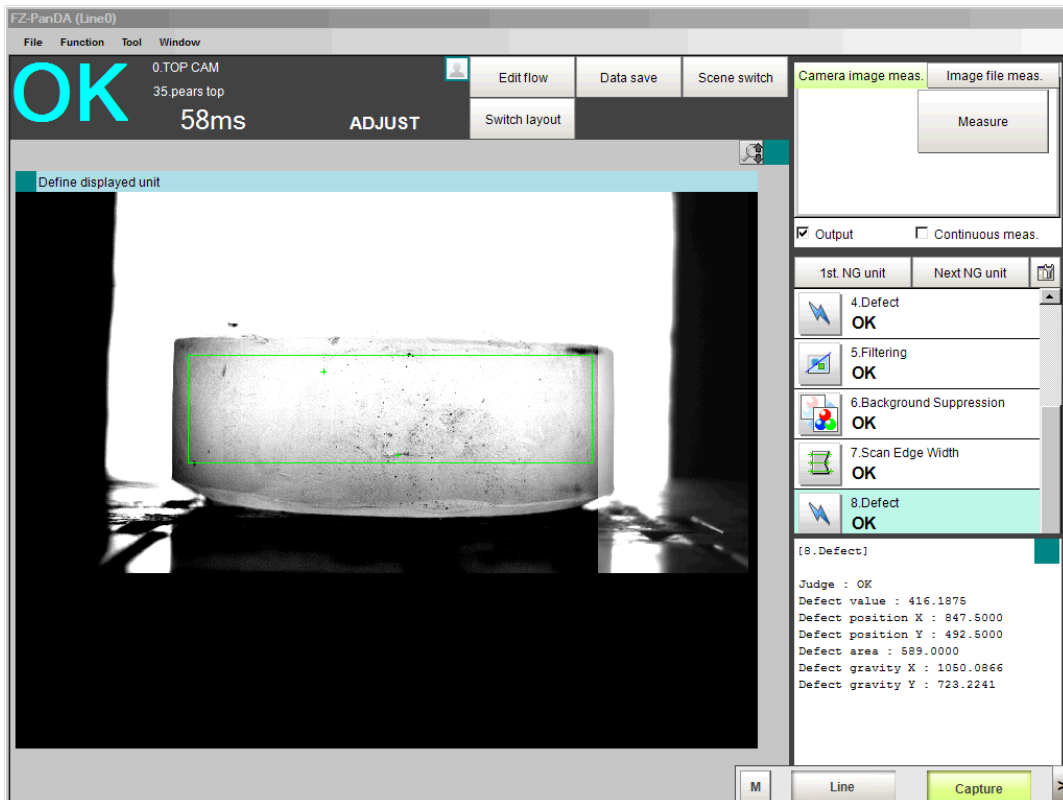 FZ-PanDA (Line0)
File Function Tool Window
OK
0.TOP CAM
35.pears top
58ms
ADJUST
Edit flow
Data save
Scene switch
Switch layout
Camera image meas.
Image file meas.
Measure
Output
Continuous meas.
Define displayed unit
1st. NG unit
Next NG unit
4.Defect
OK
5.Filtering
OK
6.Background Suppression
OK
7.Scan Edge Width
OK
8.Defect
OK
[8.Defect]
Judge : OK
Defect value : 416.1875
Defect position X : 847.5000
Defect position Y : 492.5000
Defect area : 589.0000
Defect gravity X : 1050.0866
Defect gravity Y : 723.2241
M
Line
Capture
>